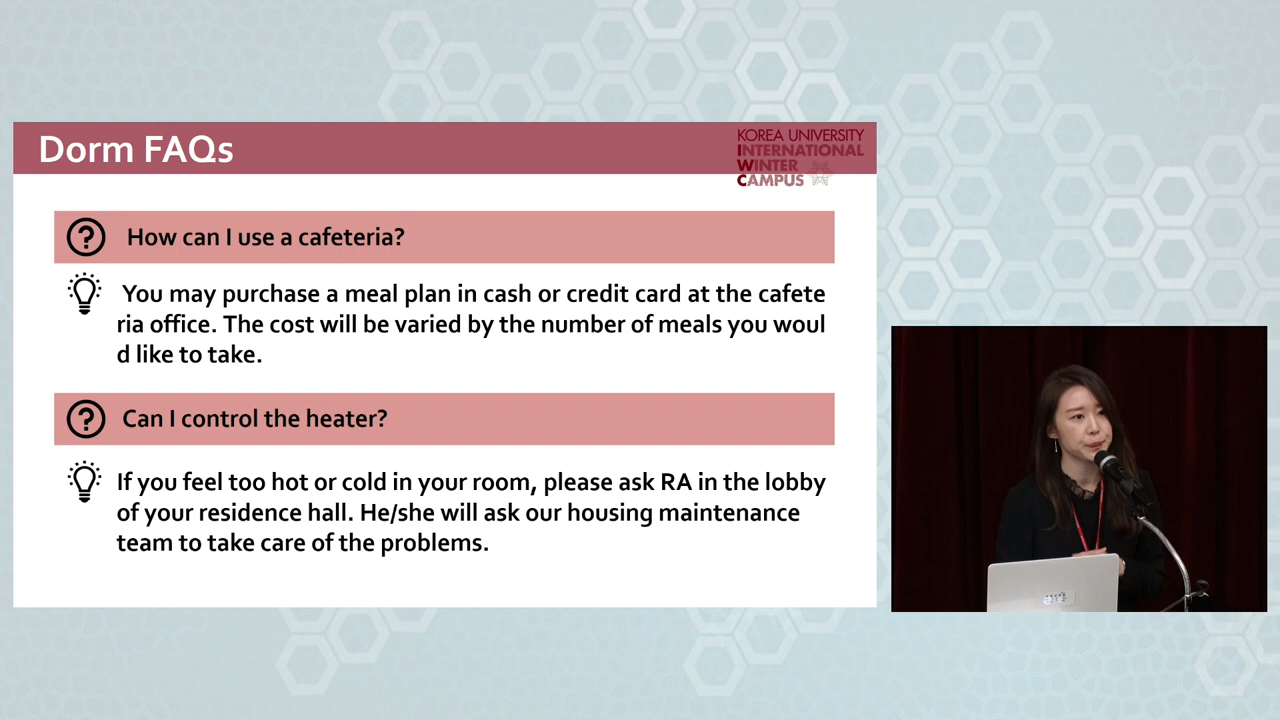 Dorm FAQs
KOREA UNIVERSITY
INTERNATIONAL
WINTER
CAMPUS
? How can I use a cafeteria?
You may purchase a meal plan in cash or credit card at the cafete
ria office. The cost will be varied by the number of meals you woul
d like to take.
? Can I control the heater?
If you feel too hot or cold in your room, please ask RA in the lobby
of your residence hall. He/she will ask our housing maintenance
team to take care of the problems.